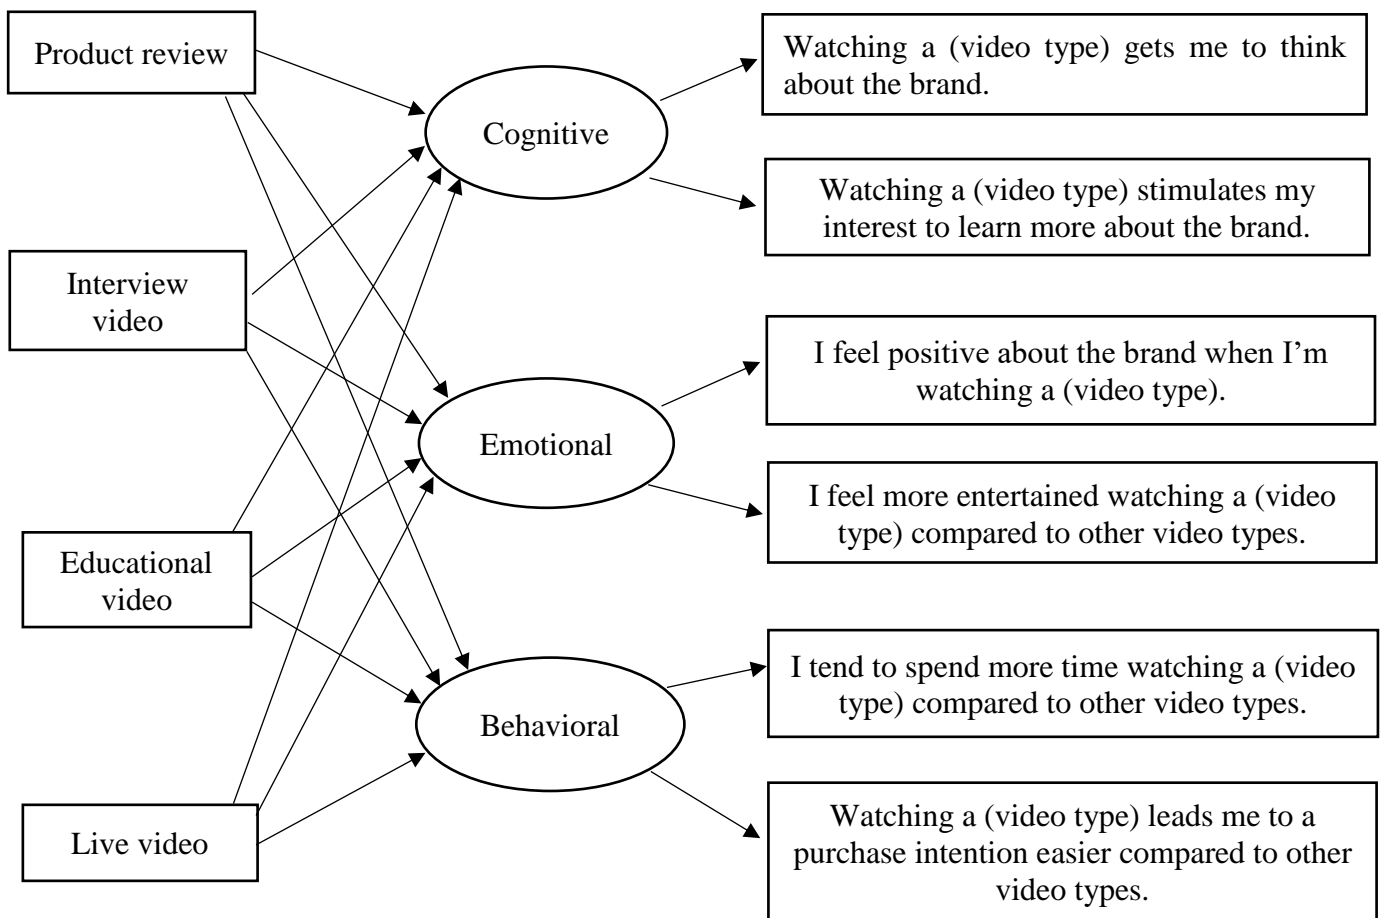 Product review
Interview
video
Educational
video
Live video
Cognitive
Emotional
Behavioral
Watching a (video type) gets me to think
about the brand.
Watching a (video type) stimulates my
interest to learn more about the brand.
I feel positive about the brand when I’m
watching a (video type).
I feel more entertained watching a (video
type) compared to other video types.
I tend to spend more time watching a (video
type) compared to other video types.
Watching a (video type) leads me to a
purchase intention easier compared to other
video types.